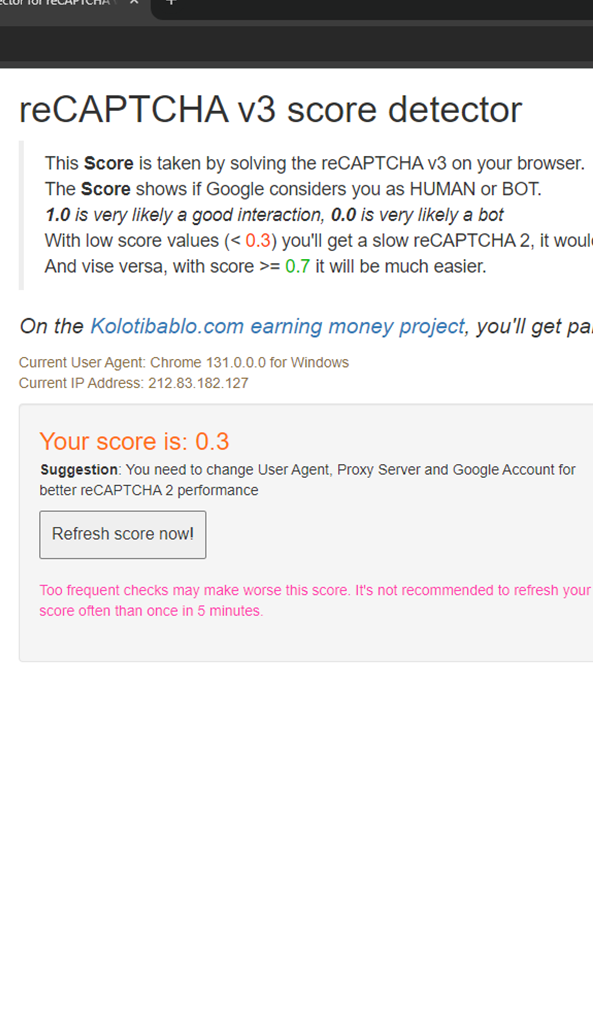 reCAPTCHA v3 score detector
This Score is taken by solving the reCAPTCHA v3 on your browser.
The Score shows if Google considers you as HUMAN or BOT.
1.0 is very likely a good interaction, 0.0 is very likely a bot
With low score values (< 0.3) you'll get a slow reCAPTCHA 2, it
And vise versa, with score >= 0.7 it will be much easier.
On the Kolotibablo.com earning money project, you'll get
Current User Agent: Chrome 131.0.0.0 for Windows
Current IP Address: 212.83.182.127
Your score is: 0.3
Suggestion: You need to change User Agent, Proxy Server and Google Account for
better reCAPTCHA 2 performance
Refresh score now!
Too frequent checks may make worse this score. It's not recommended to refresh your
score often than once in 5 minutes.